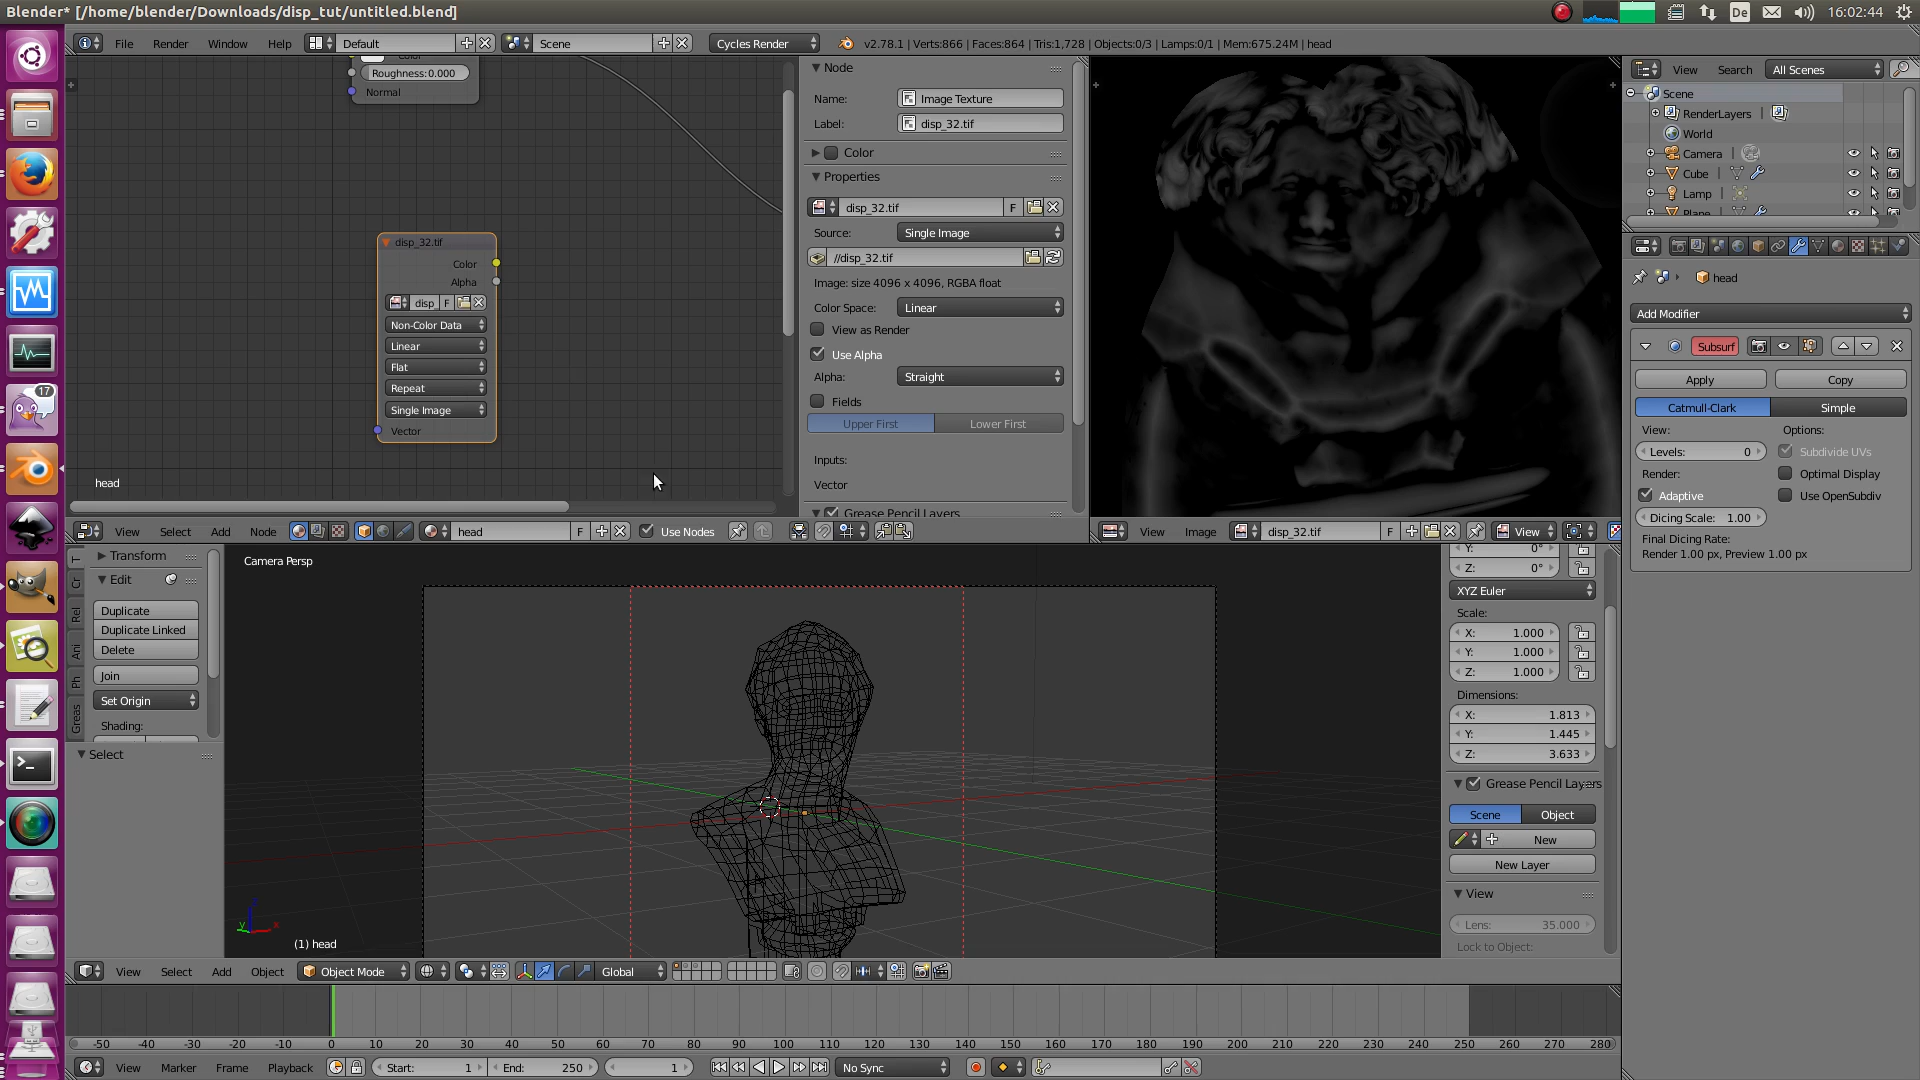 Blender* [/home/blender/Downloads/disp_tut/untitled.blend]
De
16:02:44
File Render Window Help Default Scene Cycles Render v2.78.1 | Verts:866 | Faces:864 | Tris:1,728 | Objects:0/3 | Lamps:0/1 | Mem:675.24M | head
Color
Roughness:0.000
Normal
disp_32.tif
Color
Alpha
disp F
Non-Color Data
Linear
Flat
Repeat
Single Image
Vector
head
Node
Name: Image Texture
Label: disp_32.tif
Color
Properties
disp_32.tif F
Source: Single Image
//disp_32.tif
Image: size 4096 x 4096, RGBA float
Color Space: Linear
View as Render
Use Alpha
Alpha: Straight
Fields
Upper First Lower First
Inputs:
Vector
Grease Pencil Layers
View Select Add Node head F Use Nodes
View Image disp_32.tif F View
View Search All Scenes
Scene
RenderLayers
World
Camera
Cube
Lamp
Plane
head
Add Modifier
Subsurf
Apply Copy
Catmull-Clark Simple
View: Options:
Levels: 0 Subdivide UVs
Render: Optimal Display
Adaptive Use OpenSubdiv
Dicing Scale: 1.00
Final Dicing Rate:
Render 1.00 px, Preview 1.00 px
17
T
Cr
Rel
Ani
Ph
Greas
Transform
Edit
Duplicate
Duplicate Linked
Delete
Join
Set Origin
Shading:
Select
Camera Persp
(1) head
Y: 0°
Z: 0°
XYZ Euler
Scale:
X: 1.000
Y: 1.000
Z: 1.000
Dimensions:
X: 1.813
Y: 1.445
Z: 3.633
Grease Pencil Layers
Scene Object
New
New Layer
View
Lens: 35.000
Lock to Object:
View Select Add Object Object Mode Global
-50 -40 -30 -20 -10 0 10 20 30 40 50 60 70 80 90 100 110 120 130 140 150 160 170 180 190 200 210 220 230 240 250 260 270 280
View Marker Frame Playback Start: 1 End: 250 1 No Sync